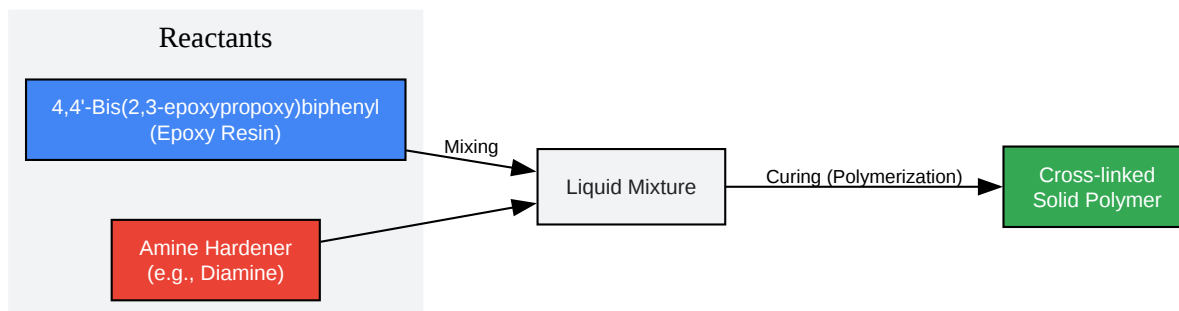 Reactants
4,4'-Bis(2,3-epoxypropoxy)biphenyl
(Epoxy Resin)
Mixing
Amine Hardener
(e.g., Diamine)
Liquid Mixture
Curing (Polymerization)
Cross-linked
Solid Polymer